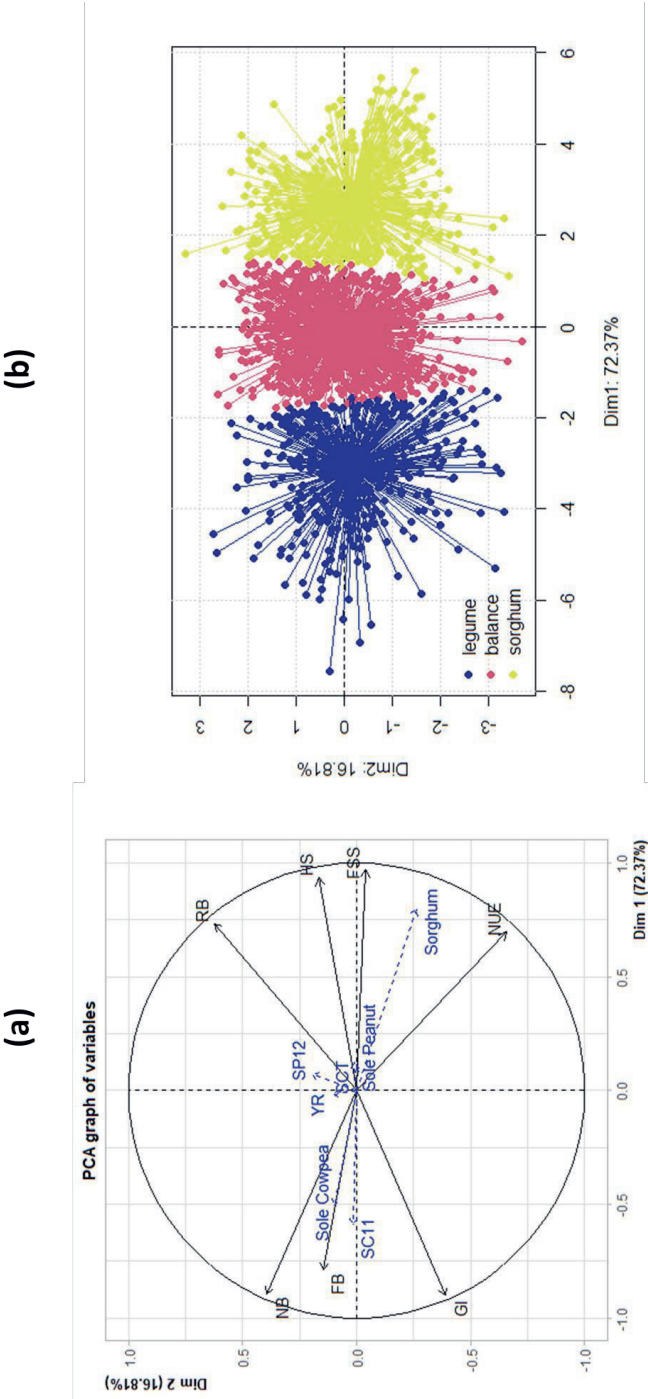 (a)
PCA graph of variables
Dim 2 (16.81%)
1.0
0.5
0.0
-0.5
-1.0
RB
HS
FSS
NUE
Sorghum
SP12
SCT
YR
Sole Peanut
Sole Cowpea
SC11
NB
FB
GI
-1.0
-0.5
0.0
0.5
1.0
Dim 1 (72.37%)
(b)
Dim2: 16.81%
3
2
1
0
-1
-2
-3
legume
balance
sorghum
-8
-6
-4
-2
0
2
4
6
Dim1: 72.37%